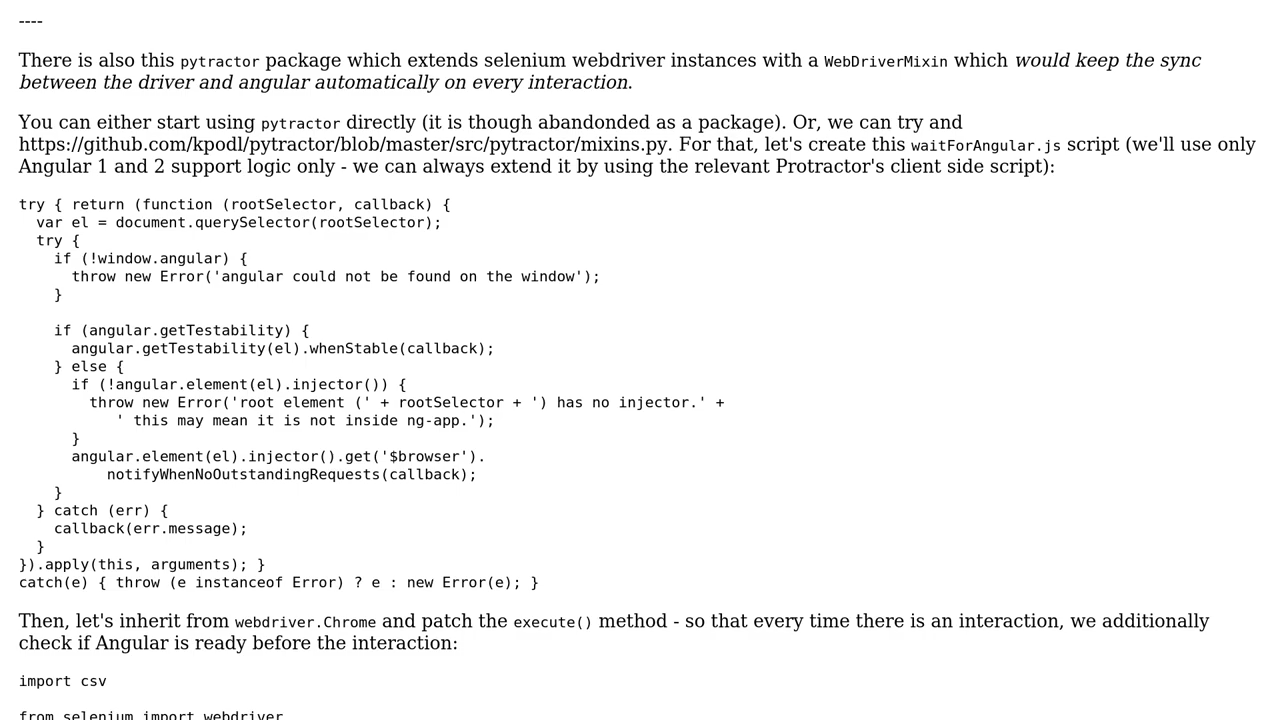 ----
There is also this pytractor package which extends selenium webdriver instances with a WebDriverMixin which would keep the sync
between the driver and angular automatically on every interaction.
You can either start using pytractor directly (it is though abandonded as a package). Or, we can try and
https://github.com/kpodl/pytractor/blob/master/src/pytractor/mixins.py. For that, let's create this waitForAngular.js script (we'll use only
Angular 1 and 2 support logic only - we can always extend it by using the relevant Protractor's client side script):
try { return (function (rootSelector, callback) {
  var el = document.querySelector(rootSelector);
  try {
    if (!window.angular) {
      throw new Error('angular could not be found on the window');
    }
    if (angular.getTestability) {
      angular.getTestability(el).whenStable(callback);
    } else {
      if (!angular.element(el).injector()) {
        throw new Error('root element (' + rootSelector + ') has no injector.' +
           ' this may mean it is not inside ng-app.');
      }
      angular.element(el).injector().get('$browser').
          notifyWhenNoOutstandingRequests(callback);
    }
  } catch (err) {
    callback(err.message);
  }
}).apply(this, arguments); }
catch(e) { throw (e instanceof Error) ? e : new Error(e); }
Then, let's inherit from webdriver.Chrome and patch the execute() method - so that every time there is an interaction, we additionally
check if Angular is ready before the interaction:
import csv
from selenium import webdriver